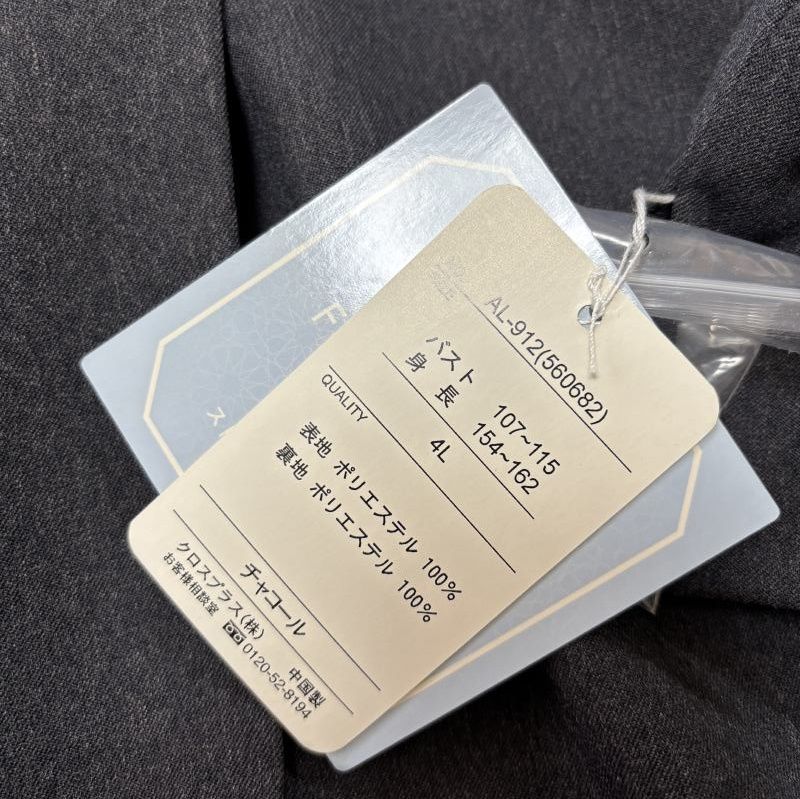 AL-912(560682)
バスト 107~115
身長 154~162
4L
QUALITY
表地 ポリエステル 100%
裏地 ポリエステル 100%
チャコール
クロスプラス(株) 中国製
お客様相談室 0120-52-8194
F
ス